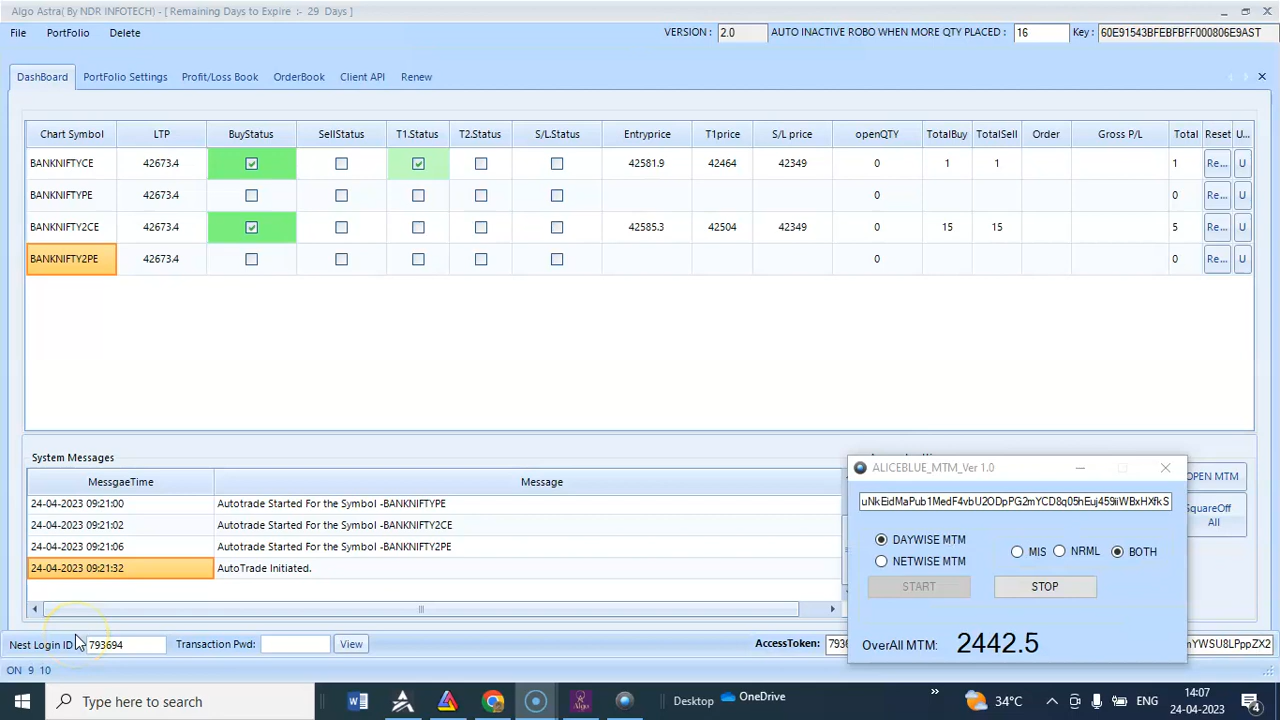 Algo Astra( By NDR INFOTECH) - [ Remaining Days to Expire :- 29 Days ]
File Portfolio Delete VERSION : 2.0 AUTO INACTIVE ROBO WHEN MORE QTY PLACED : 16 Key : 60E91543BFEBFBFF000806E9AST
DashBoard PortFolio Settings Profit/Loss Book OrderBook Client API Renew
Chart Symbol LTP BuyStatus SellStatus T1.Status T2.Status S/L.Status Entryprice T1price S/L price openQTY TotalBuy TotalSell Order Gross P/L Total Reset U...
BANKNIFTYCE 42673.4 42581.9 42464 42349 0 1 1 1 Re... U
BANKNIFTYPE 42673.4 0 0 Re... U
BANKNIFTY2CE 42673.4 42585.3 42504 42349 0 15 15 5 Re... U
BANKNIFTY2PE 42673.4 0 0 Re... U
System Messages
MessgaeTime Message
24-04-2023 09:21:00 Autotrade Started For the Symbol -BANKNIFTYPE
24-04-2023 09:21:02 Autotrade Started For the Symbol -BANKNIFTY2CE
24-04-2023 09:21:06 Autotrade Started For the Symbol -BANKNIFTY2PE
24-04-2023 09:21:32 AutoTrade Initiated.
OPEN MTM
SquareOff
All
ALICEBLUE_MTM_Ver 1.0
uNkEidMaPub1MedF4vbU2ODpPG2mYCD8q05hEuj459iiWBxHXfkS
DAYWISE MTM
NETWISE MTM
MIS NRML BOTH
START STOP
OverAll MTM: 2442.5
Nest Login ID 793694 Transaction Pwd: View AccessToken: 7936 nYWSU8LPppZX2
ON 9 10
Type here to search Desktop OneDrive 34°C ENG 14:07
24-04-2023 4